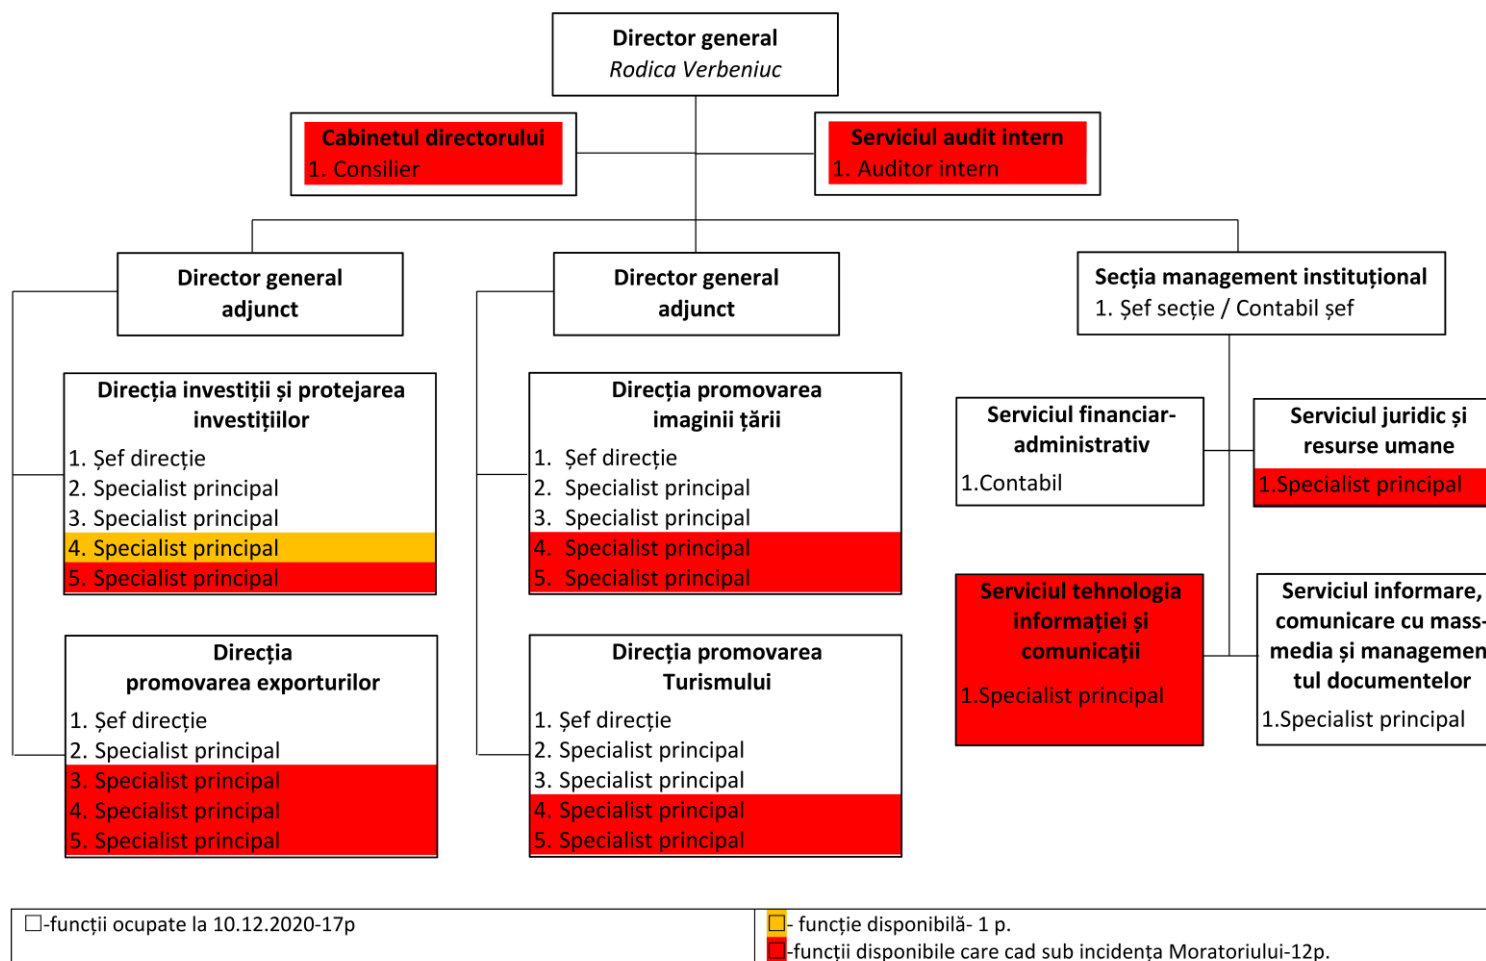 Director general
Rodica Verbeniuc
Cabinetul directorului
1. Consilier
Serviciul audit intern
1. Auditor intern
Director general
adjunct
Director general
adjunct
Secția management instituțional
1. Șef secție / Contabil șef
Direcția investiții și protejarea
investițiilor
1. Șef direcție
2. Specialist principal
3. Specialist principal
4. Specialist principal
5. Specialist principal
Direcția promovarea
imaginii țării
1. Șef direcție
2. Specialist principal
3. Specialist principal
4. Specialist principal
5. Specialist principal
Serviciul financiar-
administrativ
1.Contabil
Serviciul juridic și
resurse umane
1.Specialist principal
Direcția
promovarea exporturilor
1. Șef direcție
2. Specialist principal
3. Specialist principal
4. Specialist principal
5. Specialist principal
Direcția promovarea
Turismului
1. Șef direcție
2. Specialist principal
3. Specialist principal
4. Specialist principal
5. Specialist principal
Serviciul tehnologia
informației și
comunicații
1.Specialist principal
Serviciul informare,
comunicare cu mass-
media și managemen
tul documentelor
1.Specialist principal
-funcții ocupate la 10.12.2020-17p
- funcție disponibilă- 1 p.
-funcții disponibile care cad sub incidența Moratoriului-12p.